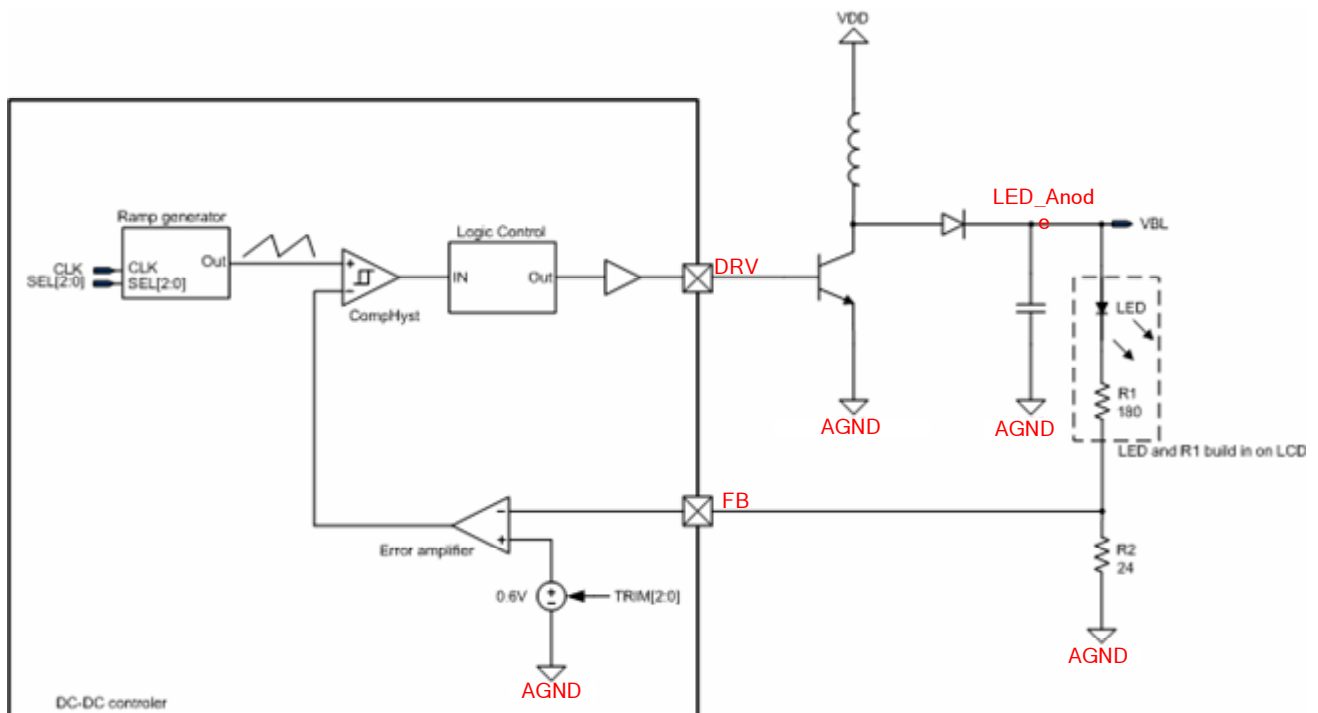 VDD
LED_Anod
e
VBL
Ramp generator
Out
CLK
SEL[2:0]
CLK
SEL[2:0]
+
-
CompHyst
Logic Control
IN
Out
DRV
LED
R1
180
AGND
AGND
LED and R1 build in on LCD
FB
-
+
Error amplifier
R2
24
0.6V
+
-
TRIM[2:0]
AGND
AGND
DC-DC controler